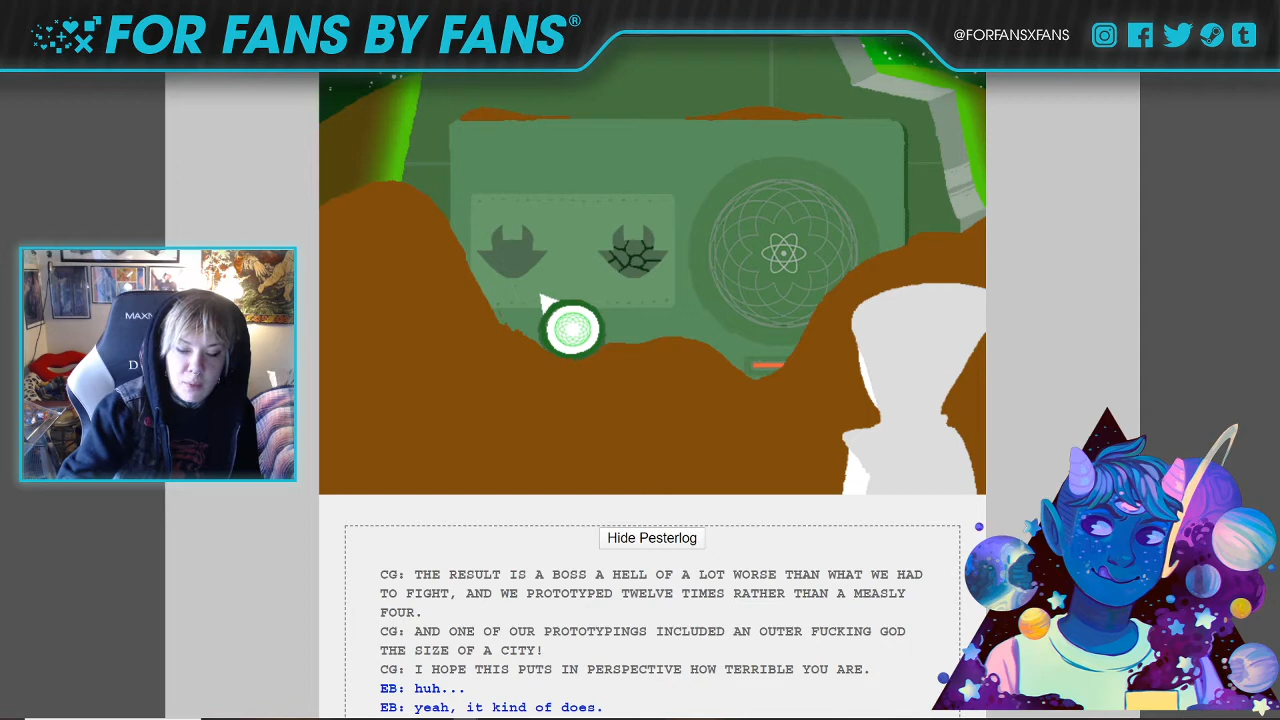 FOR FANS BY FANS®
@FORFANSXFANS
MAXN
D
Hide Pesterlog
CG: THE RESULT IS A BOSS A HELL OF A LOT WORSE THAN WHAT WE HAD
TO FIGHT, AND WE PROTOTYPED TWELVE TIMES RATHER THAN A MEASLY
FOUR.
CG: AND ONE OF OUR PROTOTYPINGS INCLUDED AN OUTER FUCKING GOD
THE SIZE OF A CITY!
CG: I HOPE THIS PUTS IN PERSPECTIVE HOW TERRIBLE YOU ARE.
EB: huh...
EB: yeah, it kind of does.